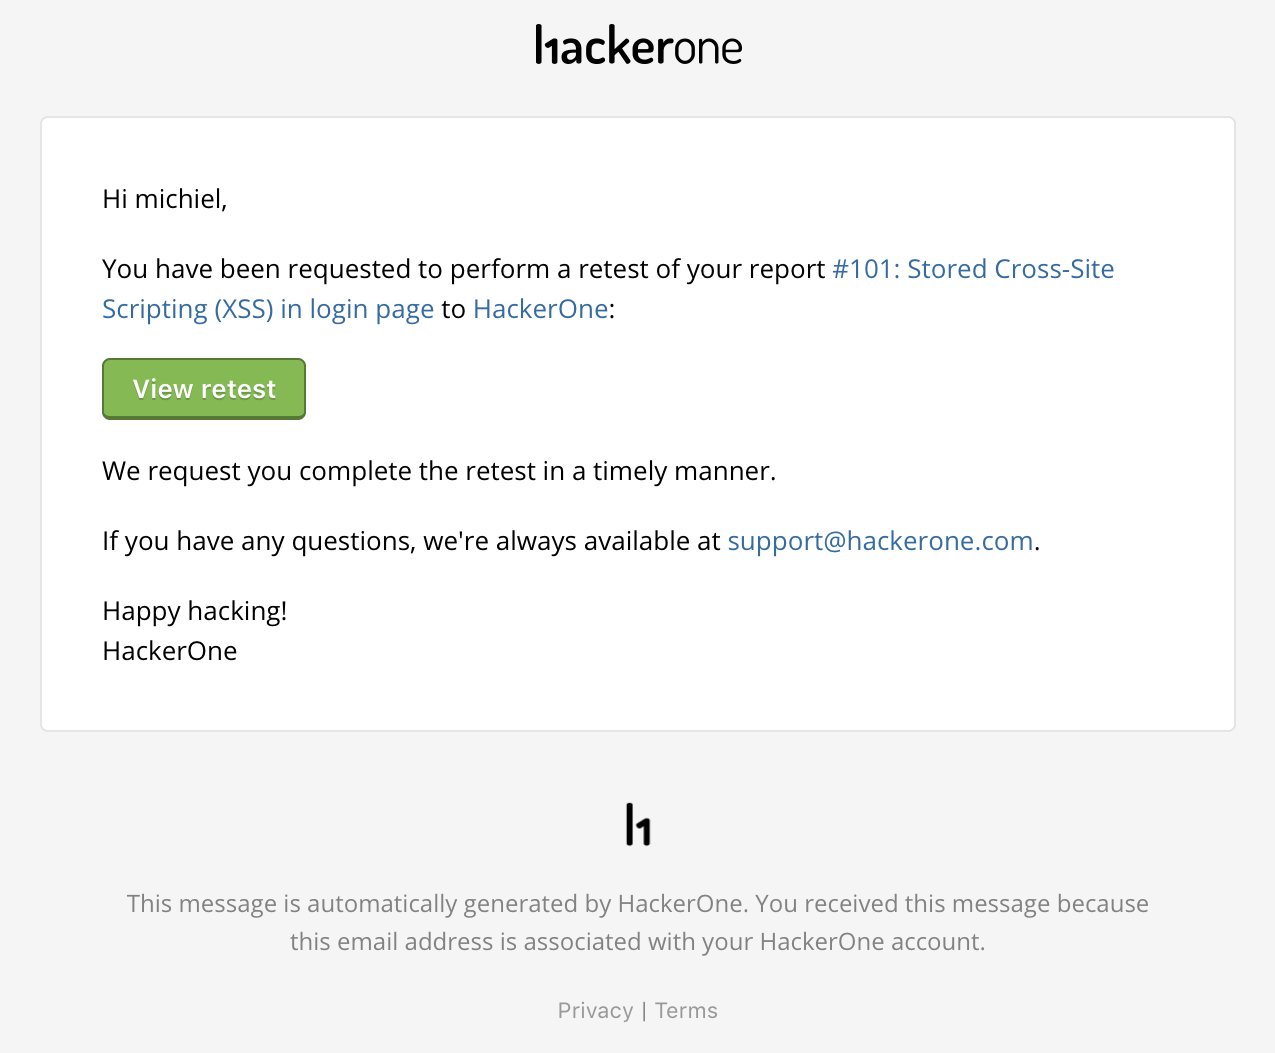 hackerone
Hi michiel,
You have been requested to perform a retest of your report #101: Stored Cross-Site
Scripting (XSS) in login page to HackerOne:
View retest
We request you complete the retest in a timely manner.
If you have any questions, we're always available at support@hackerone.com.
Happy hacking!
HackerOne
h1
This message is automatically generated by HackerOne. You received this message because
this email address is associated with your HackerOne account.
Privacy | Terms